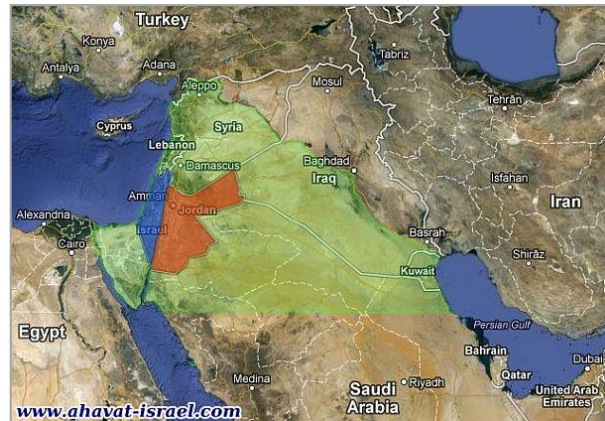 Turkey
Konya
Adana
Antalya
Tabriz
Aleppo
Mosul
Tehrān
Cyprus
Syria
Lebanon
Damascus
Baghdad
Iraq
Isfahan
Iran
Amman
Jordan
Alexandria
Israel
Cairo
Basrah
Shirāz
Kuwait
Egypt
Persian Gulf
Bahrain
Dubai
Qatar
Medina
Saudi
Arabia
Riyadh
United Arab
Emirates
www.ahavat-israel.com